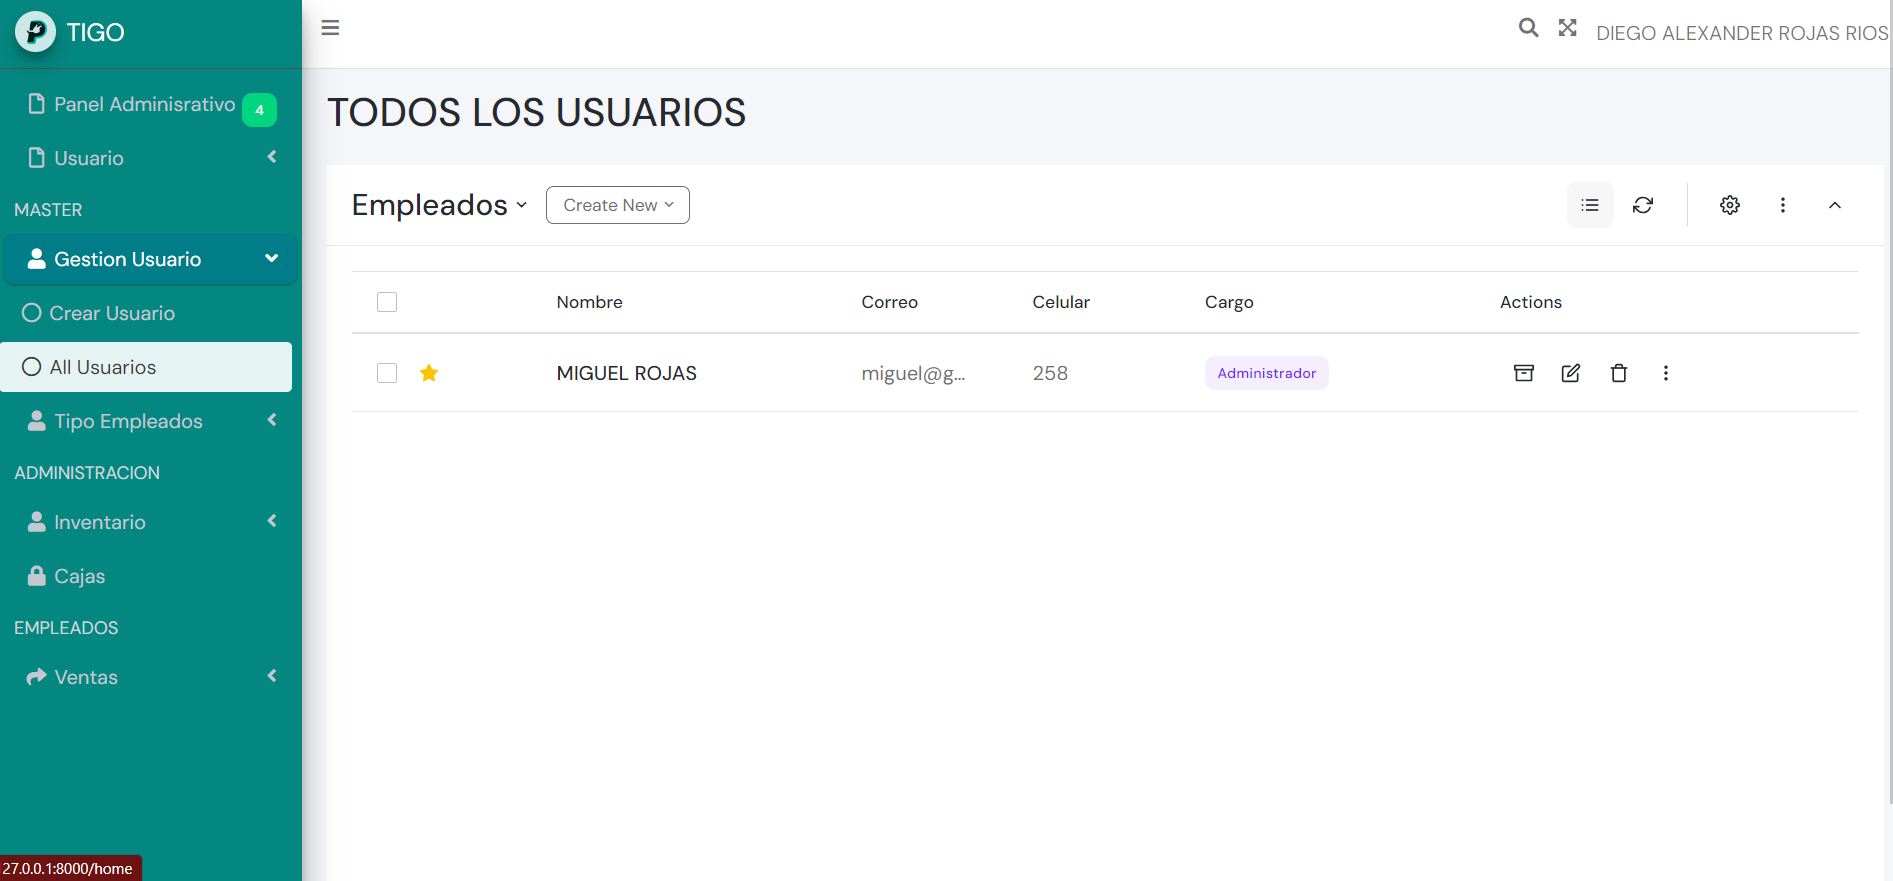 TIGO
DIEGO ALEXANDER ROJAS RIOS
Panel Adminisrativo 4
Usuario
MASTER
Gestion Usuario
Crear Usuario
All Usuarios
Tipo Empleados
ADMINISTRACION
Inventario
Cajas
EMPLEADOS
Ventas
TODOS LOS USUARIOS
Empleados Create New
Nombre Correo Celular Cargo Actions
MIGUEL ROJAS miguel@g... 258 Administrador
27.0.0.1:8000/home